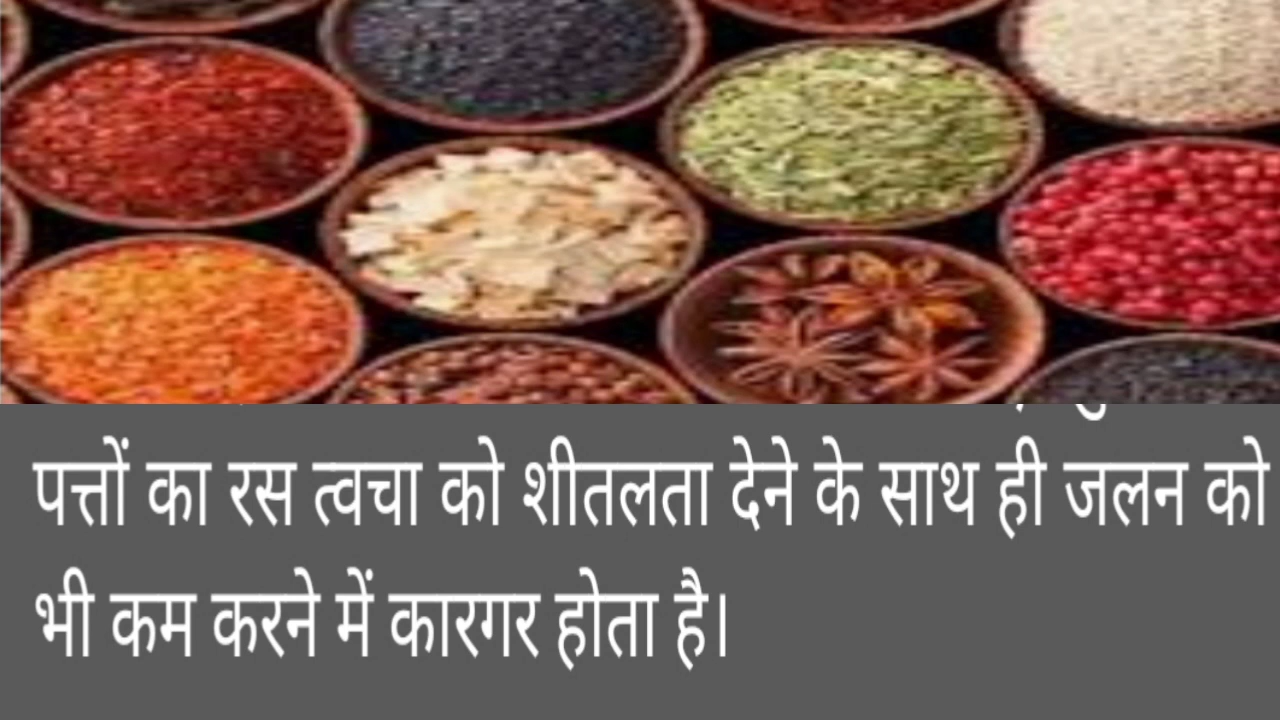 पत्तों का रस त्वचा को शीतलता देने के साथ ही जलन को
भी कम करने में कारगर होता है।